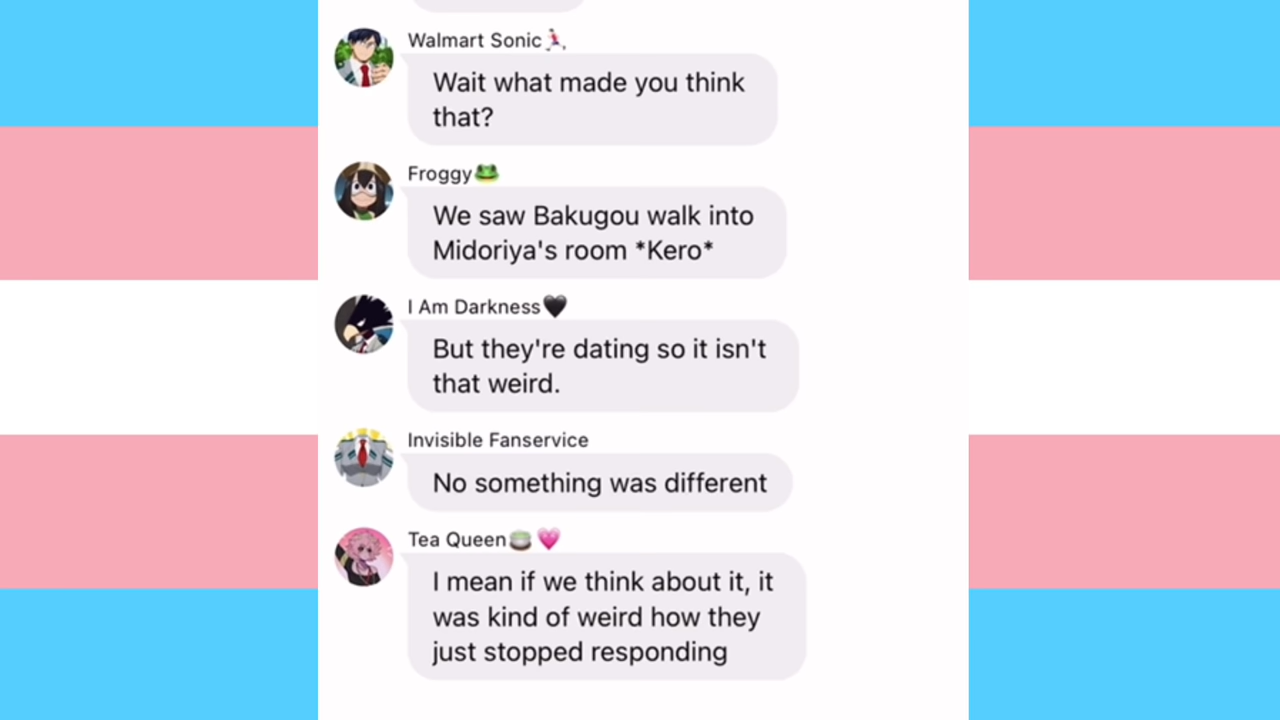 Walmart Sonic🏃🏻‍♀️
Wait what made you think
that?
Froggy🐸
We saw Bakugou walk into
Midoriya's room *Kero*
I Am Darkness🖤
But they're dating so it isn't
that weird.
Invisible Fanservice
No something was different
Tea Queen🍵💗
I mean if we think about it, it
was kind of weird how they
just stopped responding